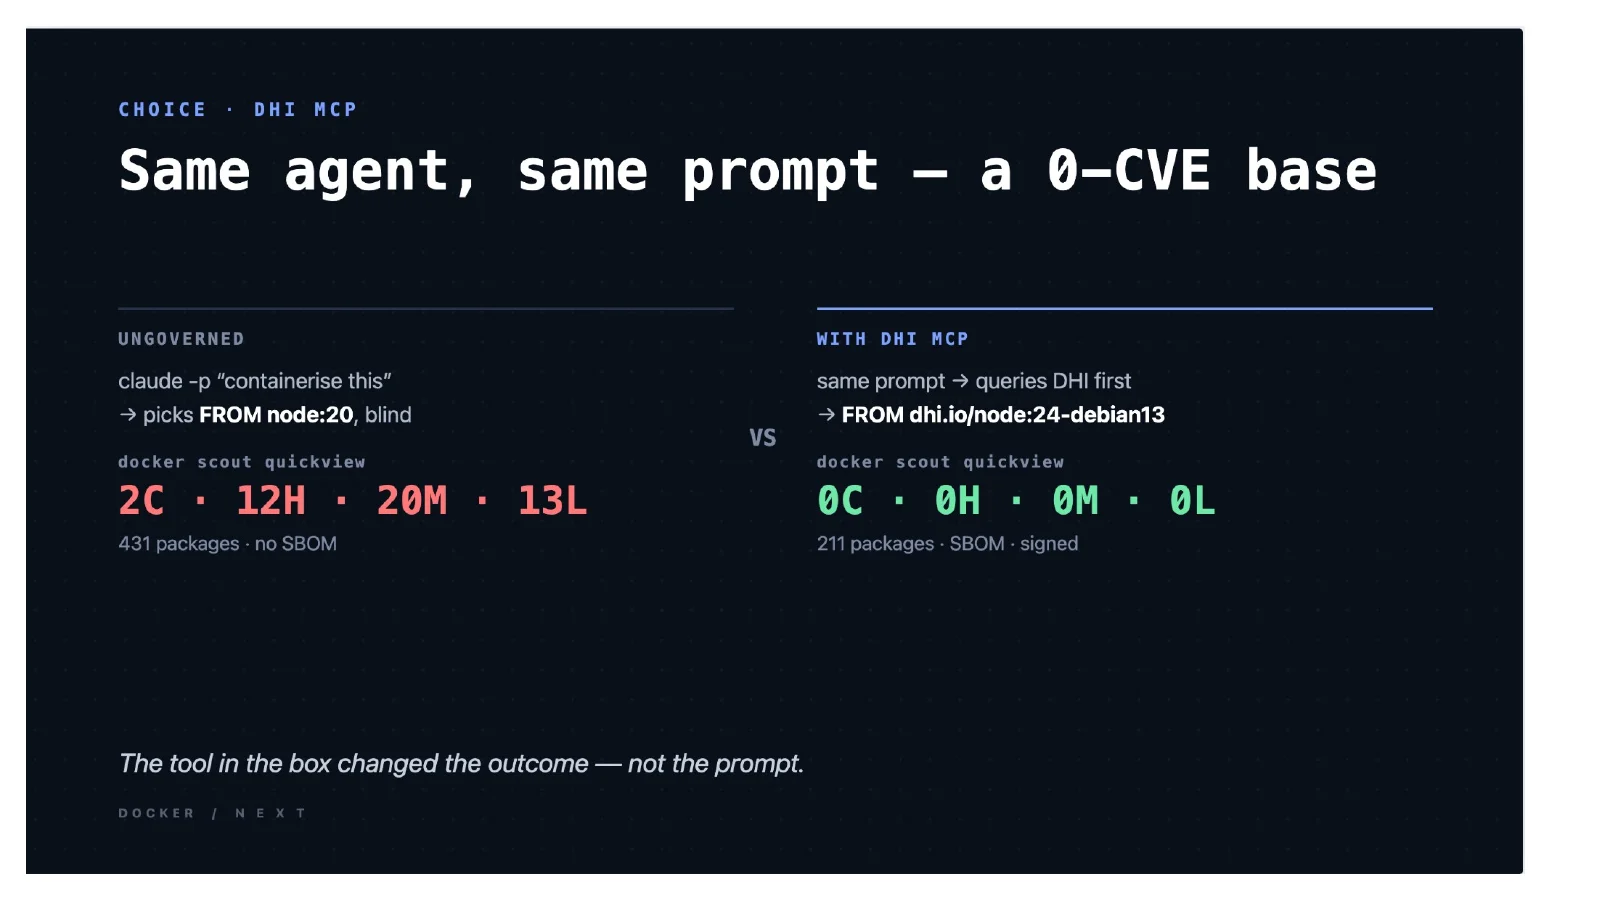 CHOICE · DHI MCP
Same agent, same prompt — a 0-CVE base
UNGOVERNED
claude -p “containerise this”
→ picks FROM node:20, blind
docker scout quickview
2C · 12H · 20M · 13L
431 packages · no SBOM
VS
WITH DHI MCP
same prompt → queries DHI first
→ FROM dhi.io/node:24-debian13
docker scout quickview
0C · 0H · 0M · 0L
211 packages · SBOM · signed
The tool in the box changed the outcome — not the prompt.
DOCKER / NEXT